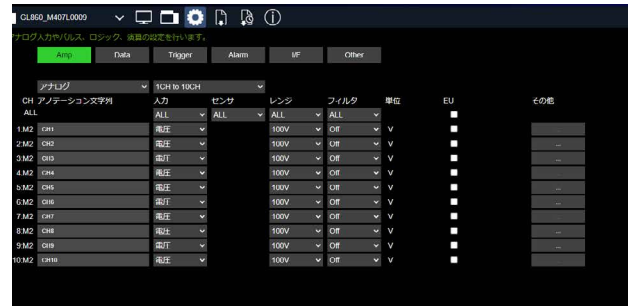 CL860_M407L0009
アナログ入力やパルス、ロジック、演算の設定を行います。
Amp Data Trigger Alarm I/F Other
アナログ 1CH to 10CH
CH アノテーション文字列 入力 センサ レンジ フィルタ 単位 EU その他
ALL ALL ALL ALL ALL
1:M2 CH1 電圧 100V Off V
2:M2 CH2 電圧 100V Off V ...
3:M2 CH3 電圧 100V Off V ...
4:M2 CH4 電圧 100V Off V ...
5:M2 CH5 電圧 100V Off V ...
6:M2 CH6 電圧 100V Off V ...
7:M2 CH7 電圧 100V Off V ...
8:M2 CH8 電圧 100V Off V ...
9:M2 CH9 電圧 100V Off V ...
10:M2 CH10 電圧 100V Off V ...